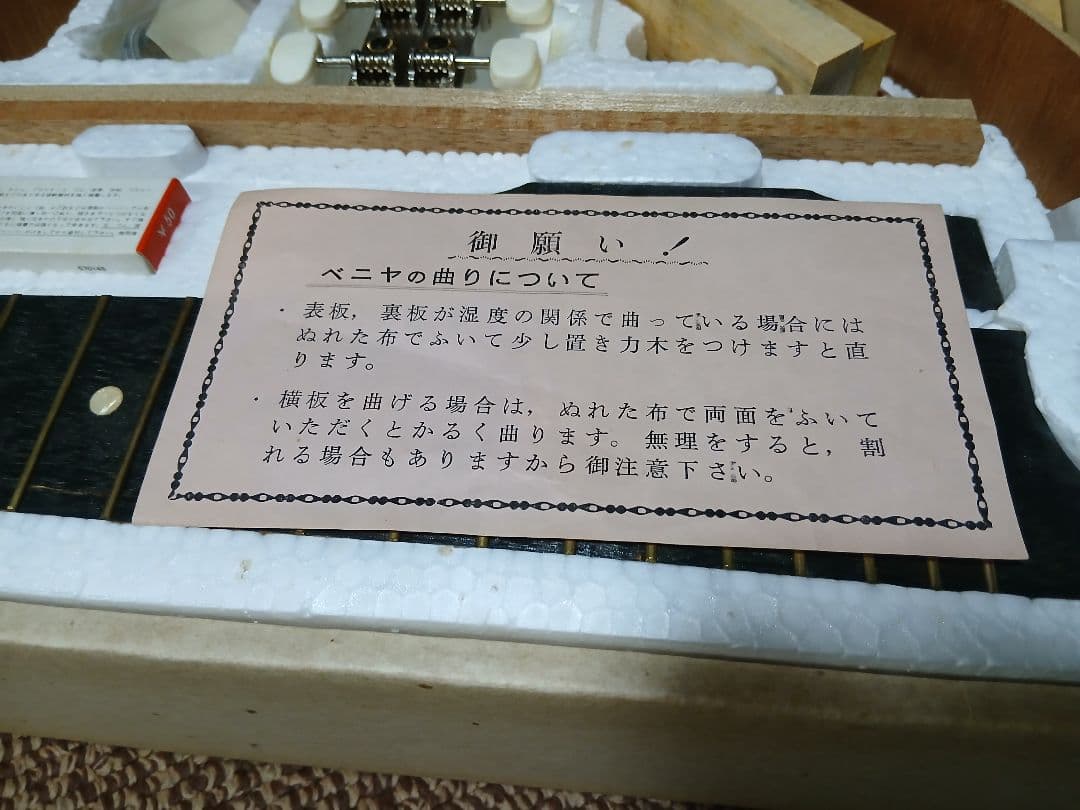 御願い！
ベニヤの曲りについて
・表板，裏板が湿度の関係で曲っている場合には
ぬれた布でふいて少し置き力木をつけますと直
ります。
・横板を曲げる場合は，ぬれた布で両面をふいて
いただくとかるく曲ります。無理をすると，割
れる場合もありますから御注意下さい。
￥50